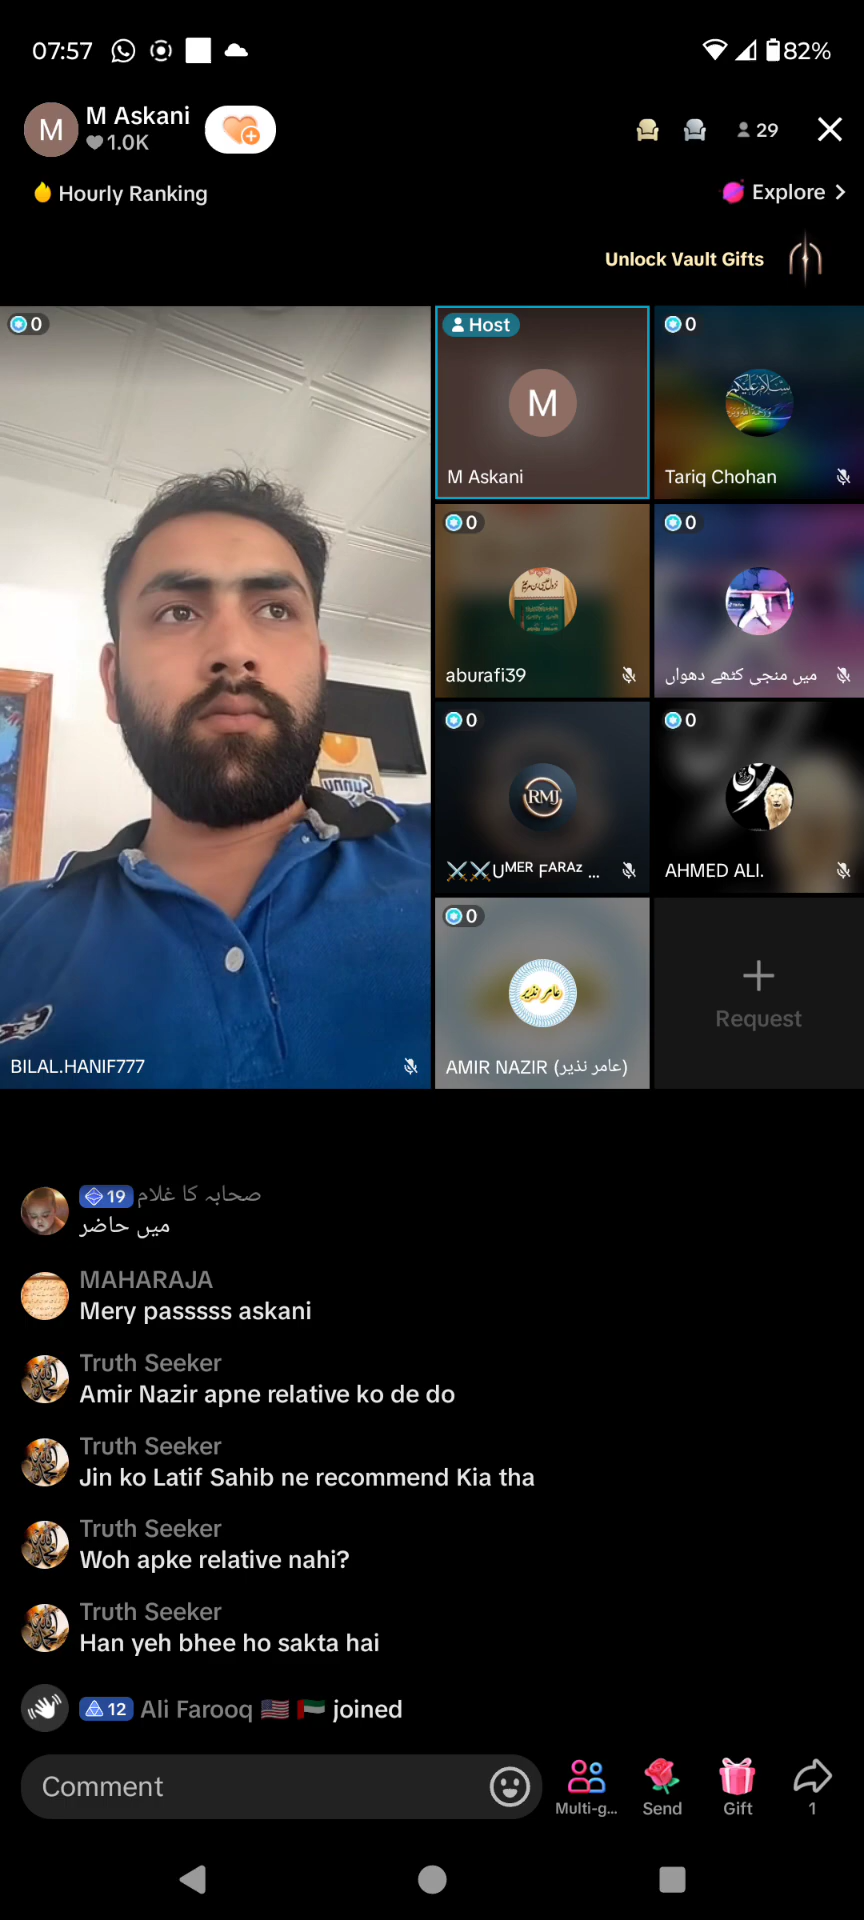 07:57
82%
M Askani
1.0K
29
Hourly Ranking
Explore
Unlock Vault Gifts
0
Host
M
M Askani
0
Tariq Chohan
0
aburafi39
0
میں منجی کتھے دھواں
0
RMJ
UMER FARAz ...
0
AHMED ALI.
0
عامر نذیر
AMIR NAZIR (عامر نذیر)
Request
Sunny
BILAL.HANIF777
19 صحابہ کا غلام
میں حاضر
MAHARAJA
Mery passsss askani
Truth Seeker
Amir Nazir apne relative ko de do
Truth Seeker
Jin ko Latif Sahib ne recommend Kia tha
Truth Seeker
Woh apke relative nahi?
Truth Seeker
Han yeh bhee ho sakta hai
12 Ali Farooq 🇺🇸 🇦🇪 joined
Comment
Multi-g...
Send
Gift
1